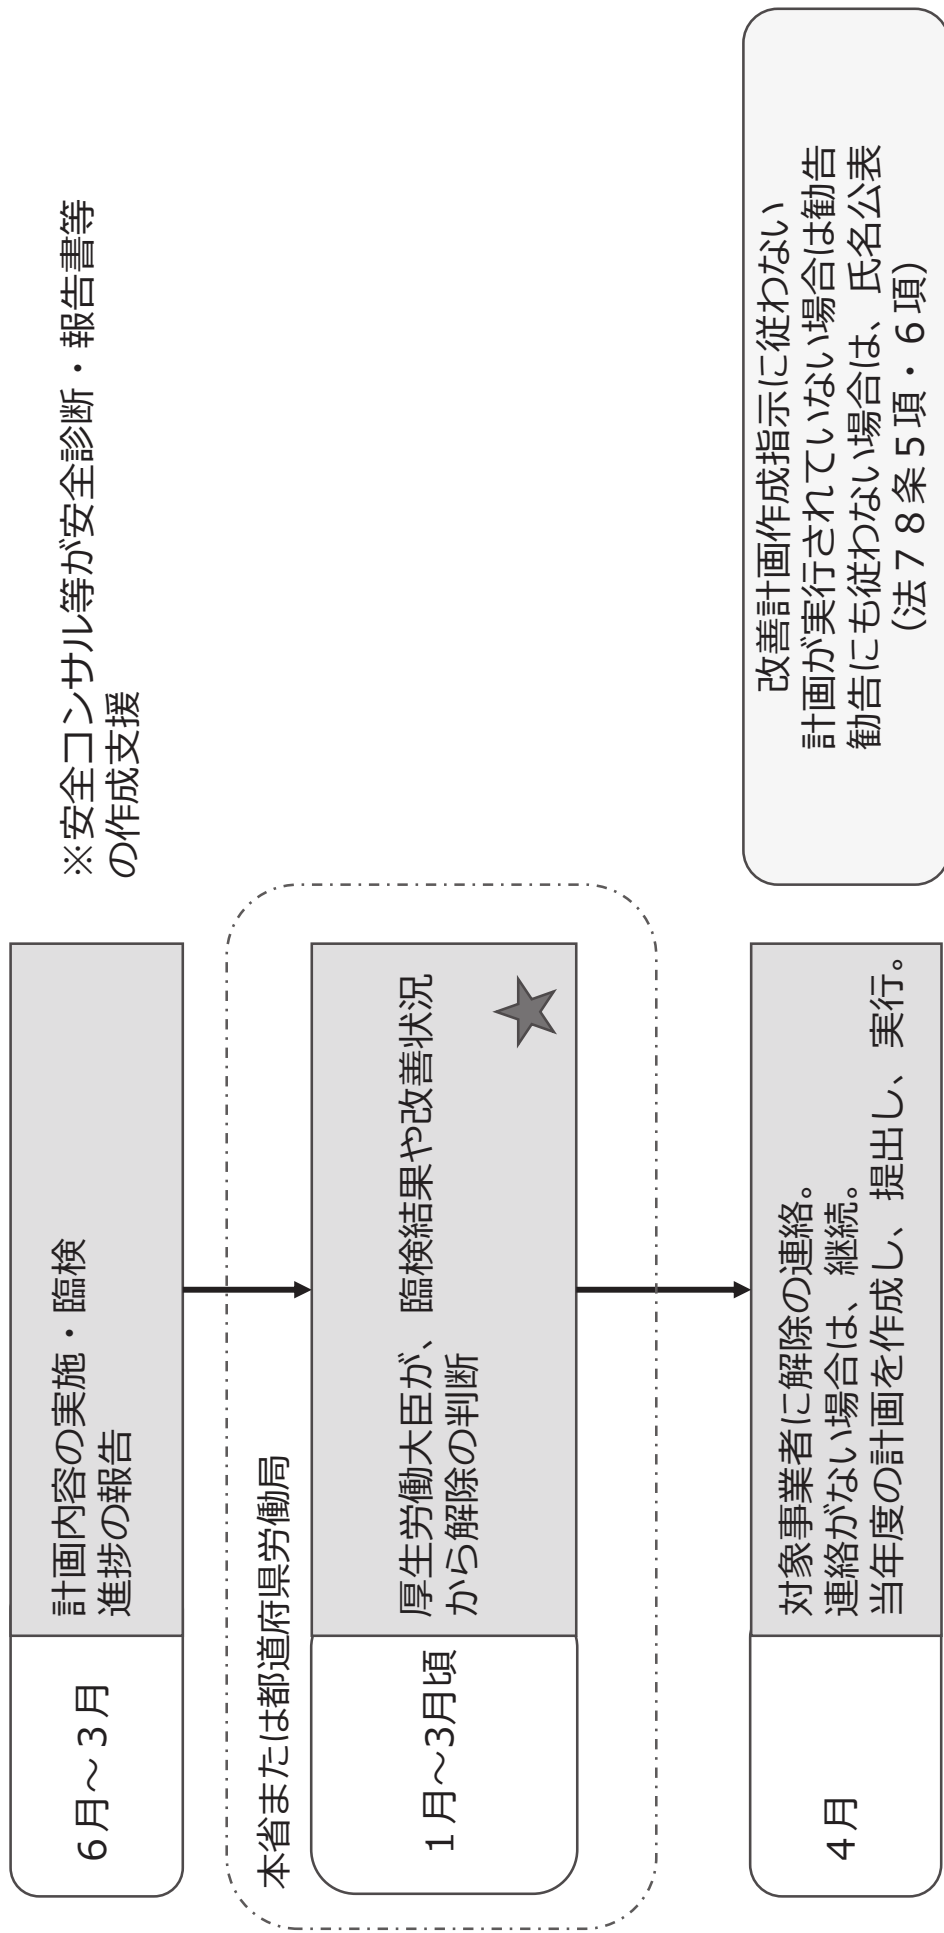 6月～3月
計画内容の実施・臨検
進捗の報告
※安全コンサル等が安全診断・報告書等
の作成支援
本省または都道府県労働局
1月～3月頃
厚生労働大臣が、臨検結果や改善状況
から解除の判断
4月
対象事業者に解除の連絡。
連絡がない場合は、継続。
当年度の計画を作成し、提出し、実行。
改善計画作成指示に従わない
計画が実行されていない場合は勧告
勧告にも従わない場合は、氏名公表
（法78条5項・6項）